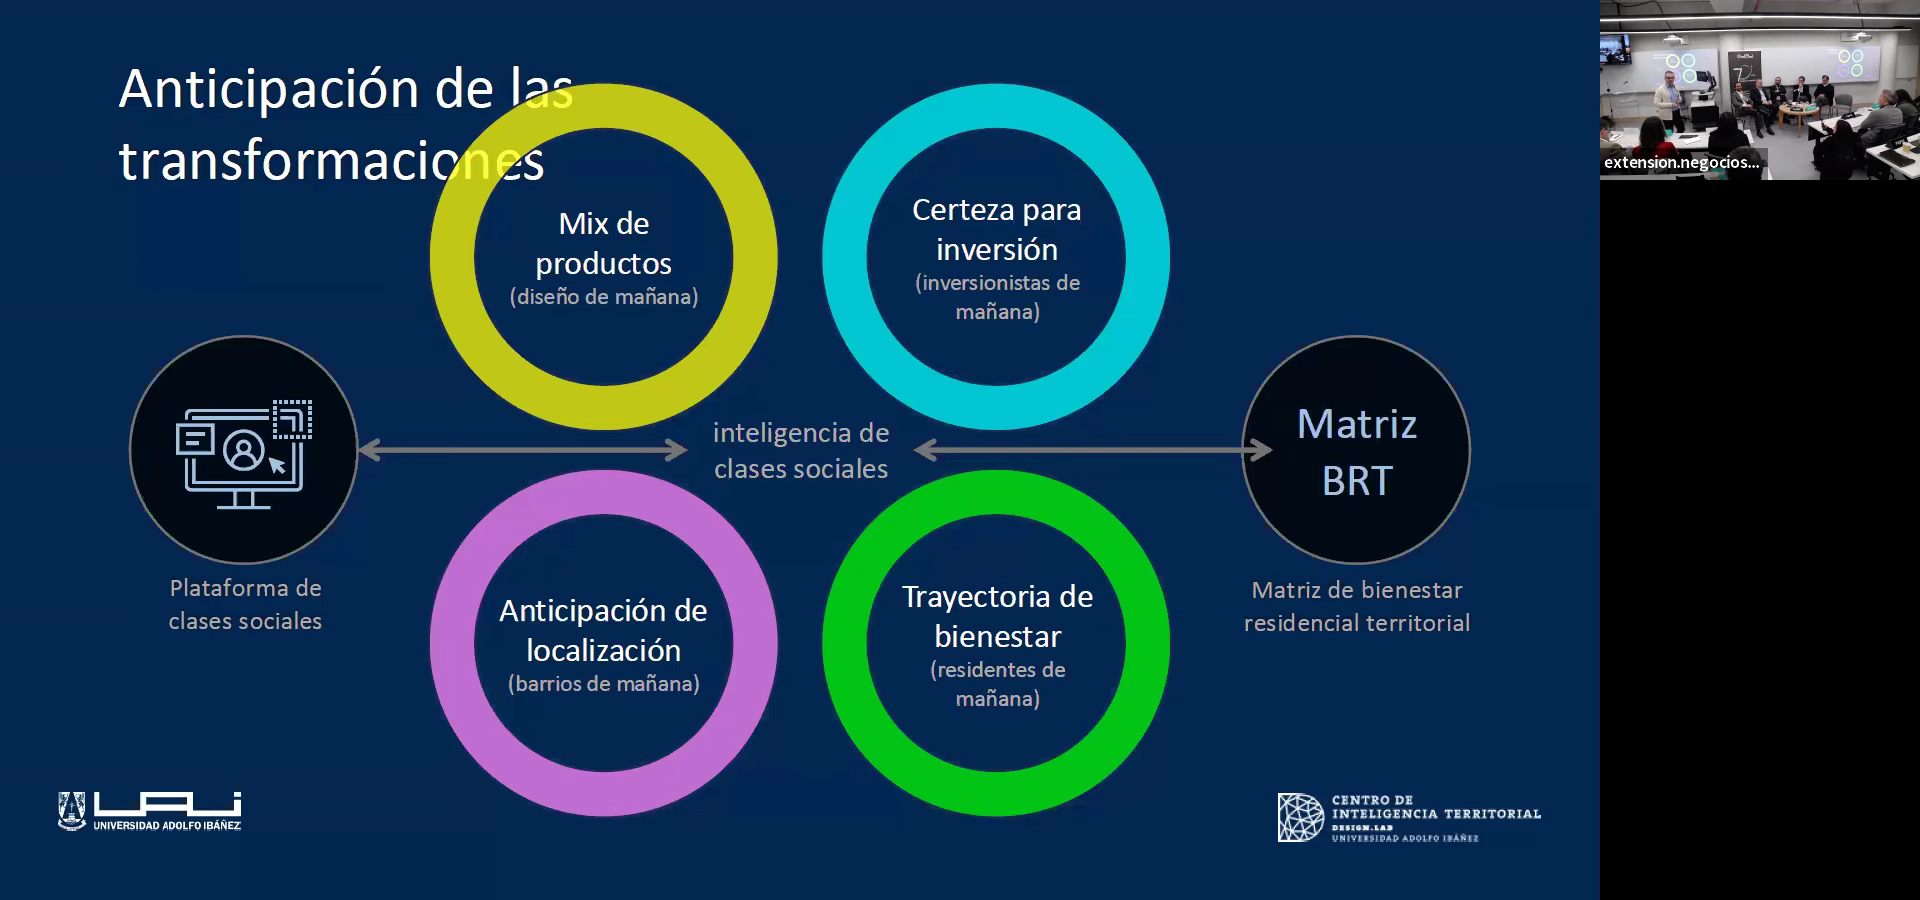 Anticipación de las
transformaciones
Mix de
productos
(diseño de mañana)
Certeza para
inversión
(inversionistas de
mañana)
inteligencia de
clases sociales
Matriz
BRT
Plataforma de
clases sociales
Matriz de bienestar
residencial territorial
Anticipación de
localización
(barrios de mañana)
Trayectoria de
bienestar
(residentes de
mañana)
UAI
UNIVERSIDAD ADOLFO IBÁÑEZ
CENTRO DE
INTELIGENCIA TERRITORIAL
DESIGN.LAB
UNIVERSIDAD ADOLFO IBÁÑEZ
extension.negocios...